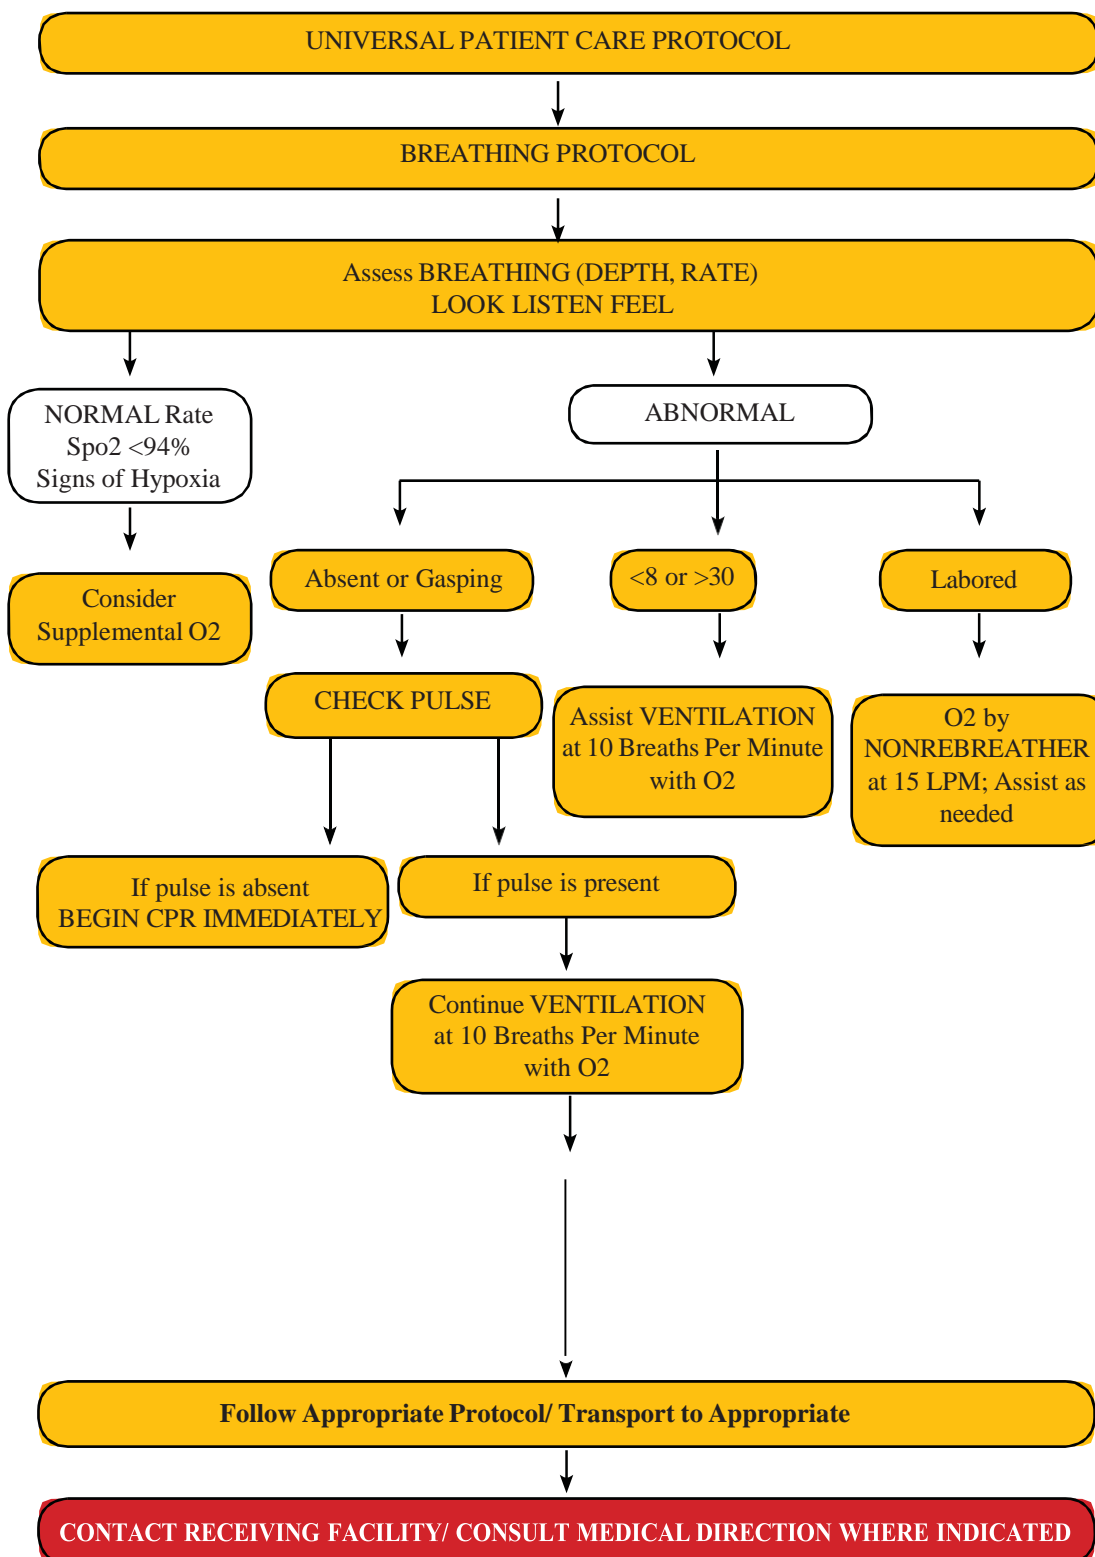 UNIVERSAL PATIENT CARE PROTOCOL
BREATHING PROTOCOL
Assess BREATHING (DEPTH, RATE)
LOOK LISTEN FEEL
NORMAL Rate
Spo2 <94%
Signs of Hypoxia
Consider
Supplemental O2
ABNORMAL
Absent or Gasping
<8 or >30
Labored
CHECK PULSE
Assist VENTILATION
at 10 Breaths Per Minute
with O2
O2 by
NONREBREATHER
at 15 LPM; Assist as
needed
If pulse is absent
BEGIN CPR IMMEDIATELY
If pulse is present
Continue VENTILATION
at 10 Breaths Per Minute
with O2
Follow Appropriate Protocol/ Transport to Appropriate
CONTACT RECEIVING FACILITY/ CONSULT MEDICAL DIRECTION WHERE INDICATED